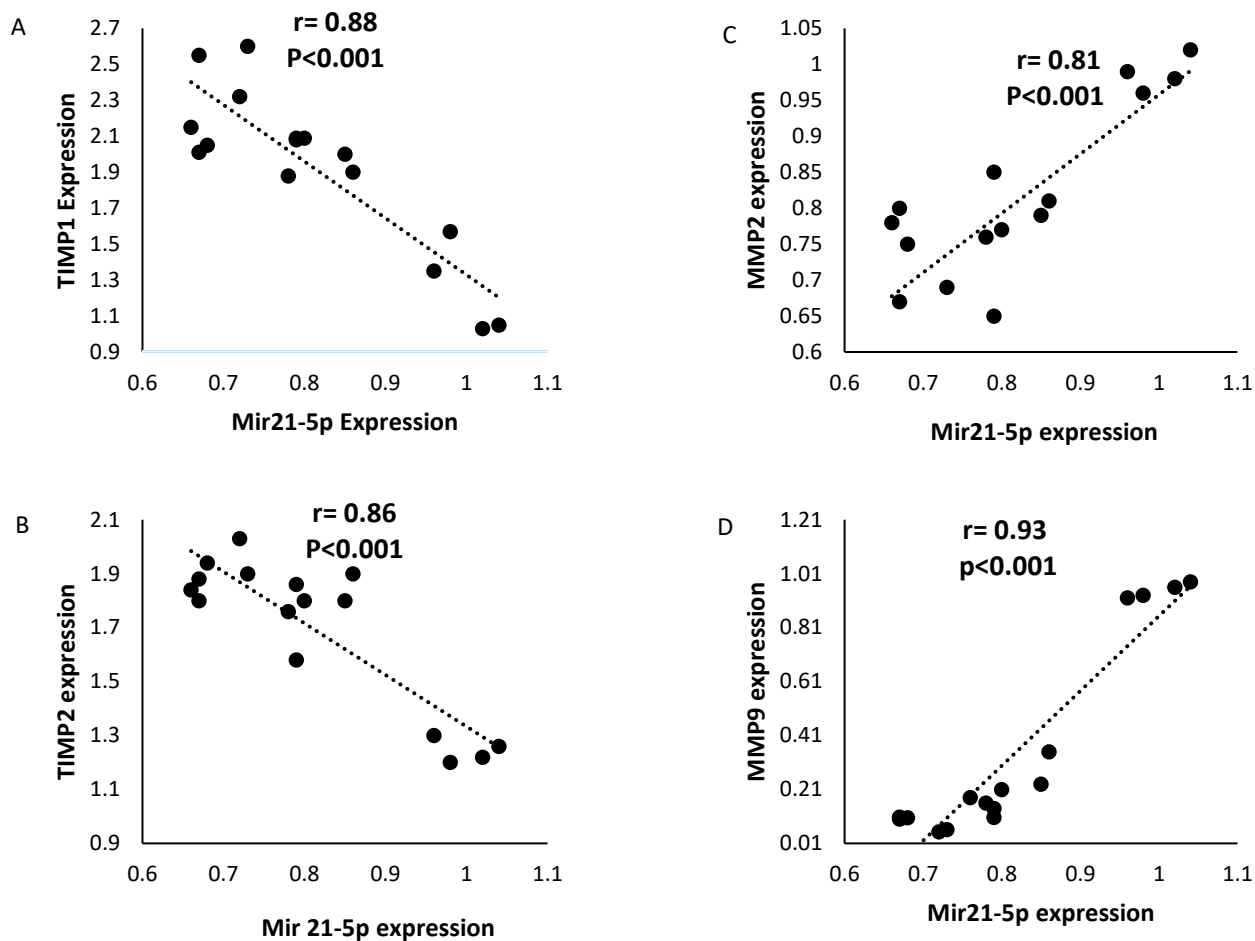 A
r= 0.88
P<0.001
2.7
2.5
2.3
2.1
1.9
1.7
1.5
1.3
1.1
0.9
TIMP1 Expression
0.6 0.7 0.8 0.9 1 1.1
Mir21-5p Expression
C
r= 0.81
P<0.001
1.05
1
0.95
0.9
0.85
0.8
0.75
0.7
0.65
0.6
MMP2 expression
0.6 0.7 0.8 0.9 1 1.1
Mir21-5p expression
B
r= 0.86
P<0.001
2.1
1.9
1.7
1.5
1.3
1.1
0.9
TIMP2 expression
0.6 0.7 0.8 0.9 1 1.1
Mir 21-5p expression
D
r= 0.93
p<0.001
1.21
1.01
0.81
0.61
0.41
0.21
0.01
MMP9 expression
0.6 0.7 0.8 0.9 1 1.1
Mir21-5p expression